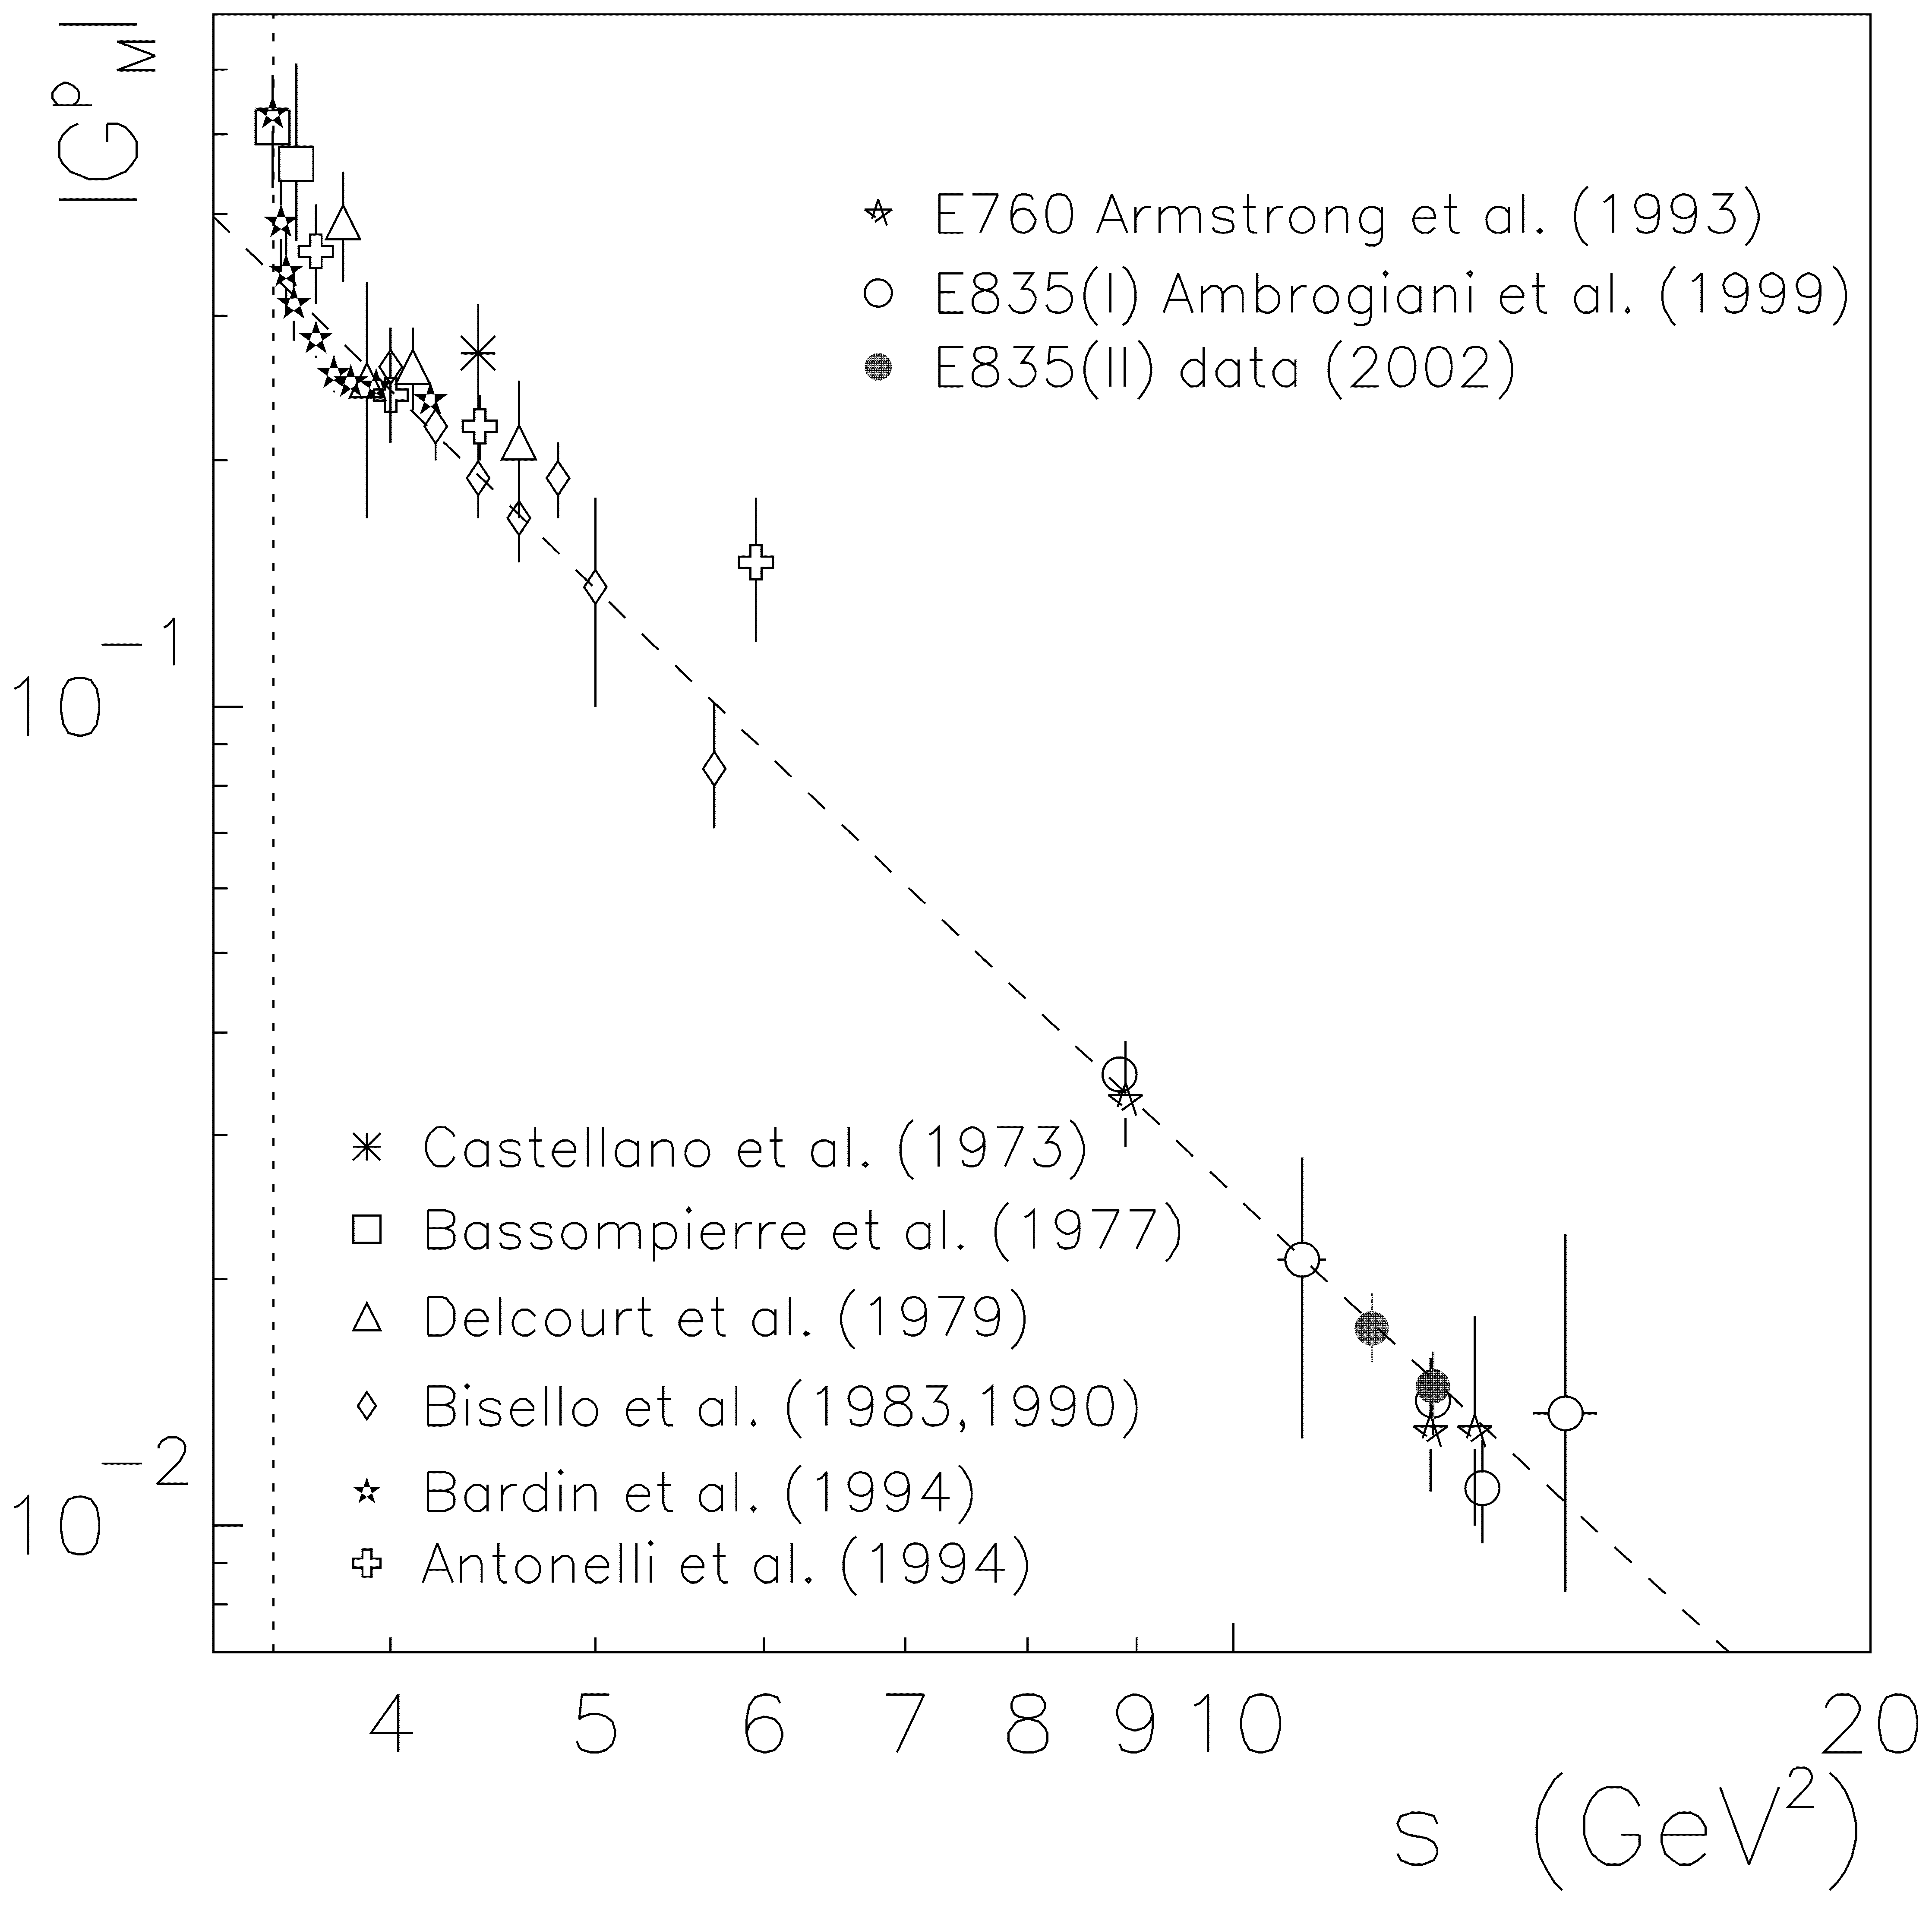 |G^p_M|
E760 Armstrong et al. (1993)
E835(I) Ambrogiani et al. (1999)
E835(II) data (2002)
10^-1
Castellano et al. (1973)
Bassompierre et al. (1977)
Delcourt et al. (1979)
Bisello et al. (1983,1990)
Bardin et al. (1994)
Antonelli et al. (1994)
10^-2
4 5 6 7 8 9 10 20
s (GeV^2)